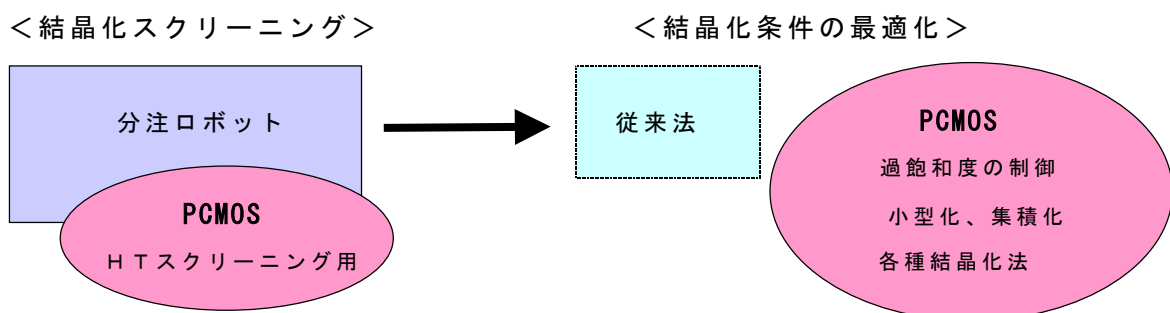 ＜結晶化スクリーニング＞
＜結晶化条件の最適化＞
分注ロボット
PCMOS
ＨＴスクリーニング用
従来法
PCMOS
過飽和度の制御
小型化、集積化
各種結晶化法